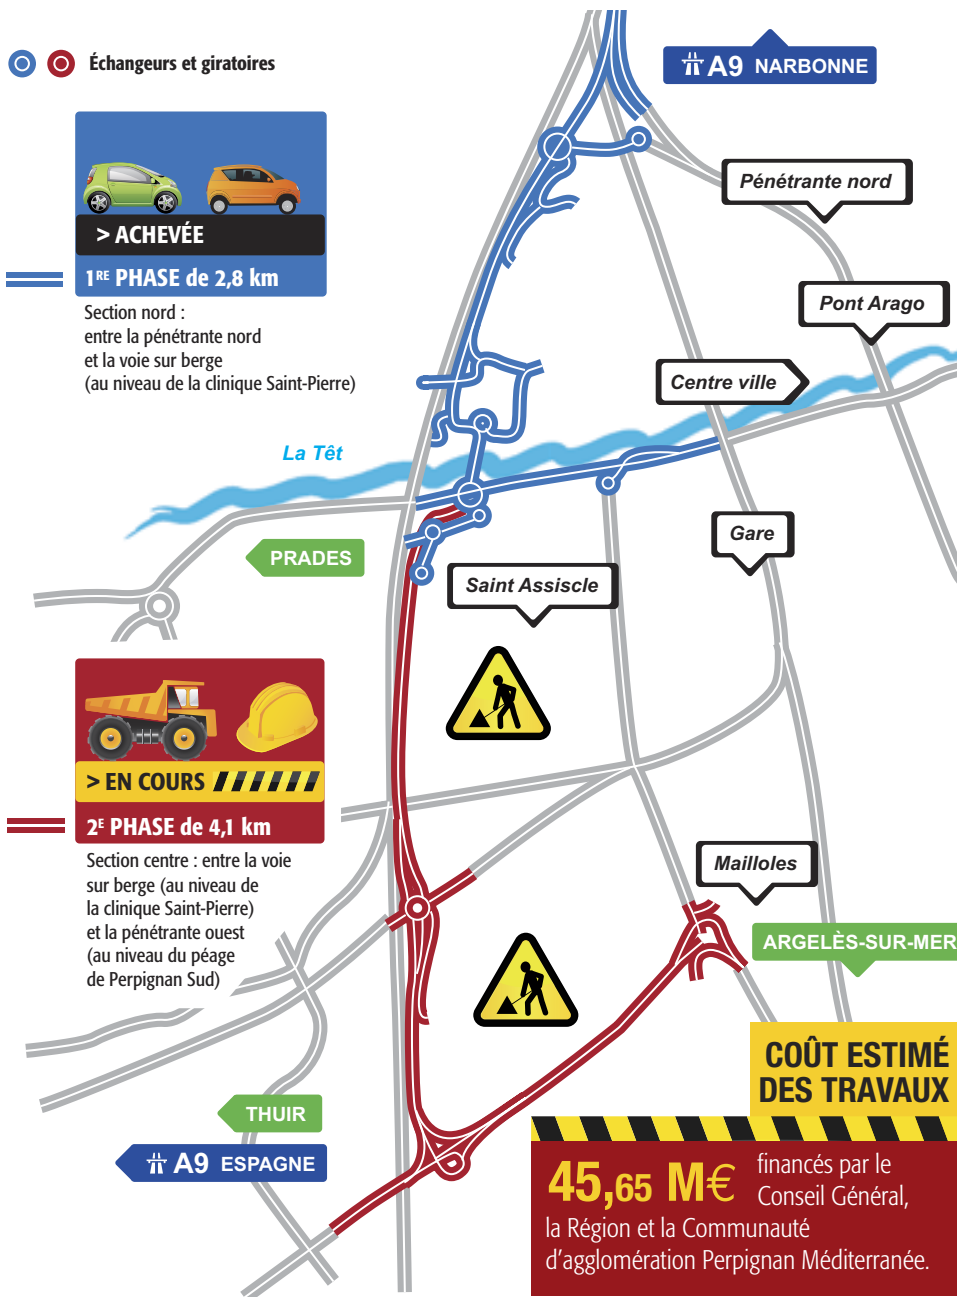 Échangeurs et giratoires
A9 NARBONNE
Pénétrante nord
> ACHEVÉE
1RE PHASE de 2,8 km
Section nord :
entre la pénétrante nord
et la voie sur berge
(au niveau de la clinique Saint-Pierre)
Pont Arago
Centre ville
La Têt
Gare
PRADES
Saint Assiscle
> EN COURS
2E PHASE de 4,1 km
Section centre : entre la voie
sur berge (au niveau de
la clinique Saint-Pierre)
et la pénétrante ouest
(au niveau du péage
de Perpignan Sud)
Mailloles
ARGELÈS-SUR-MER
THUIR
A9 ESPAGNE
COÛT ESTIMÉ
DES TRAVAUX
45,65 M€ financés par le
Conseil Général,
la Région et la Communauté
d’agglomération Perpignan Méditerranée.